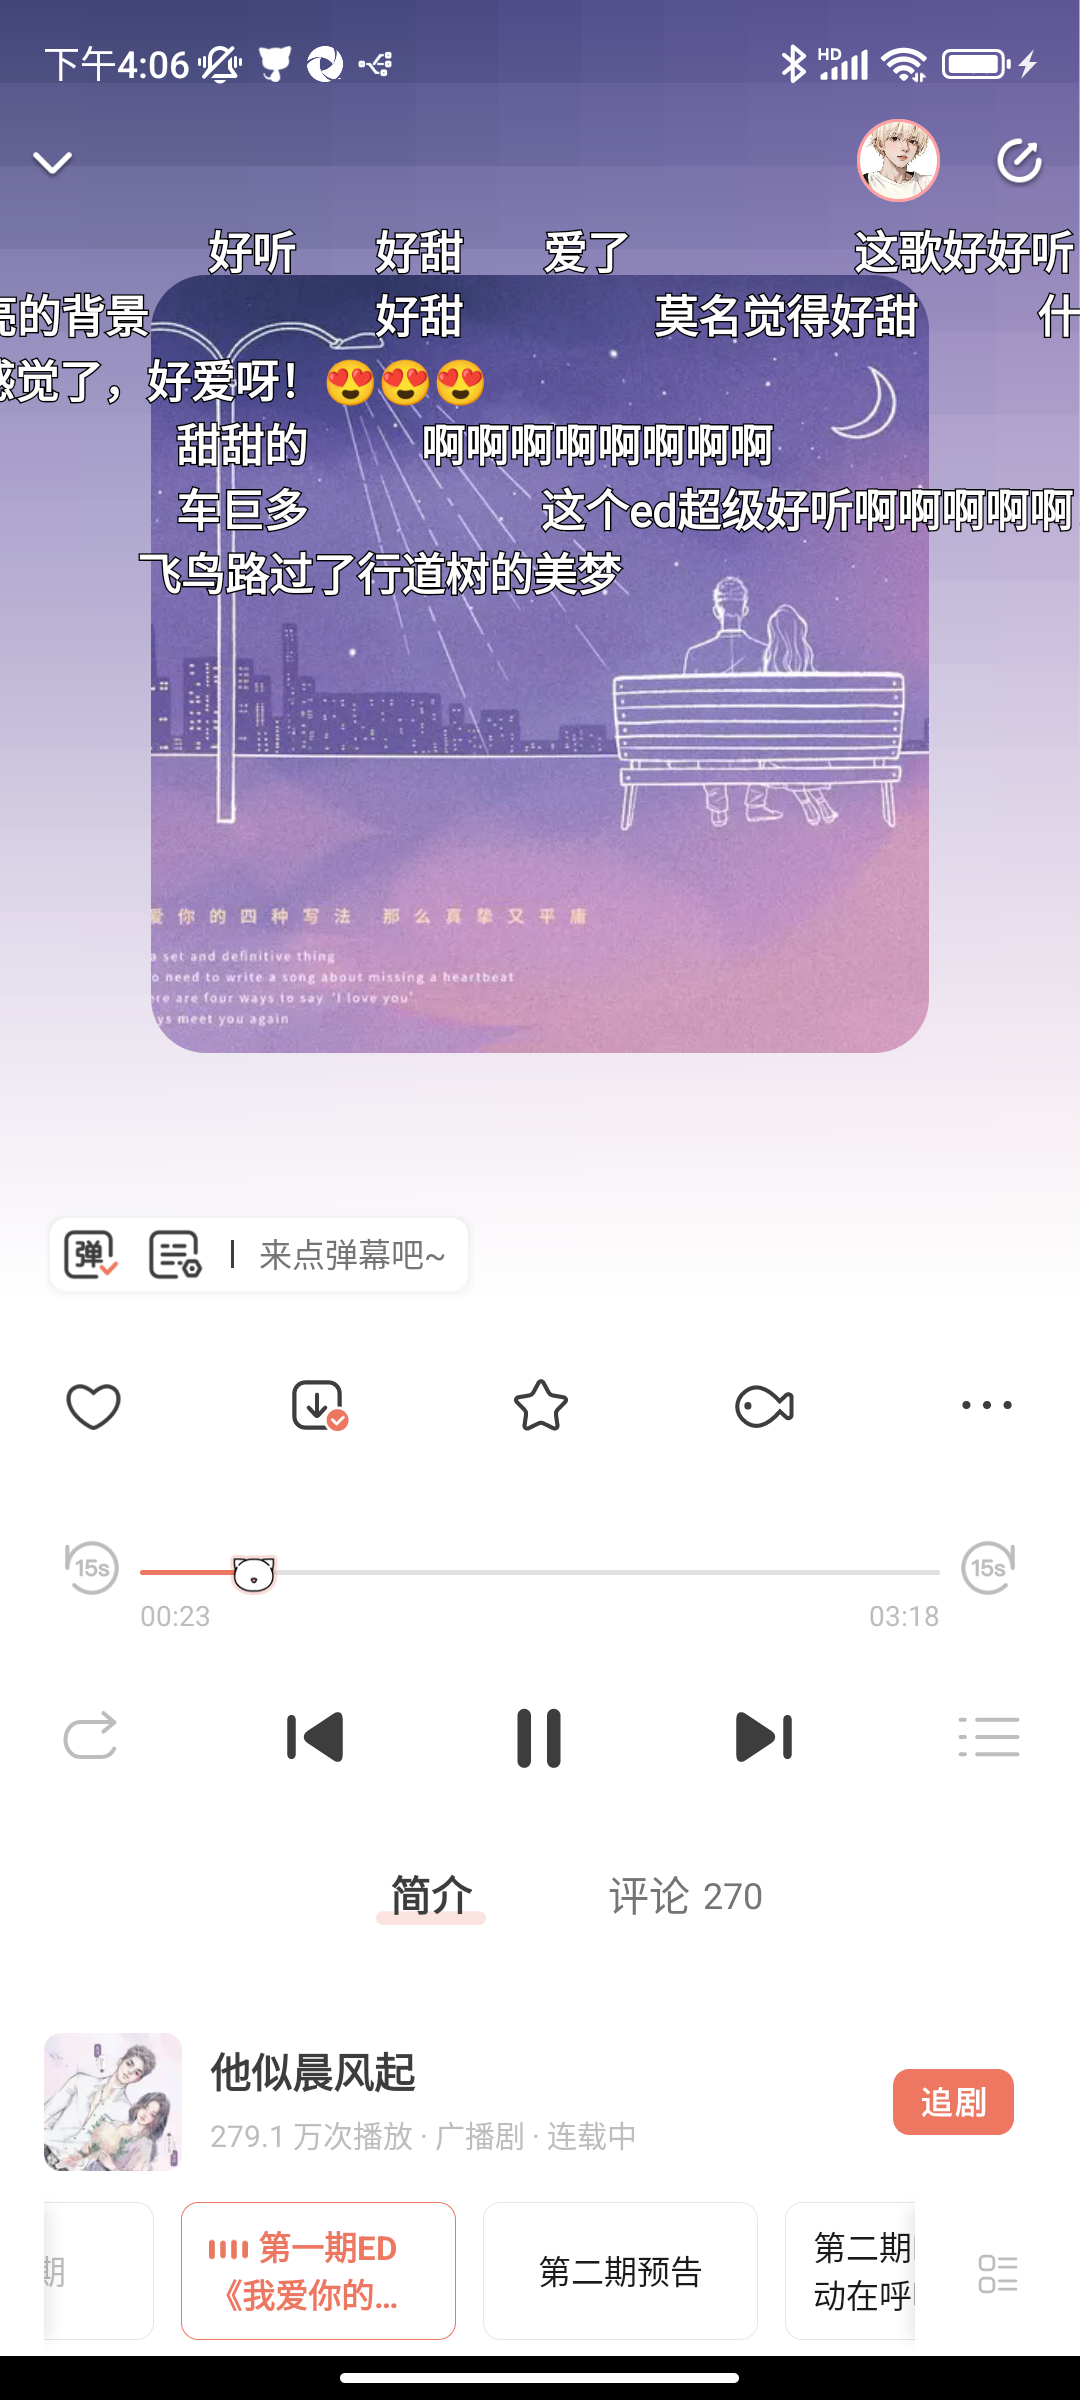 下午4:06
HD
好听 好甜 爱了 这歌好好听
亮的背景 好甜 莫名觉得好甜 什
感觉了，好爱呀！😍😍😍
甜甜的 啊啊啊啊啊啊啊啊
车巨多 这个ed超级好听啊啊啊啊啊
飞鸟路过了行道树的美梦
爱你的四种写法 那么真挚又平庸
a set and definitive thing
o need to write a song about missing a heartbeat
ere are four ways to say "I love you"
ys meet you again
弹 来点弹幕吧~
15s 15s
00:23 03:18
简介 评论 270
他似晨风起
追剧
279.1 万次播放 · 广播剧 · 连载中
期 第一期ED
《我爱你的...
第二期预告
第二期
动在呼